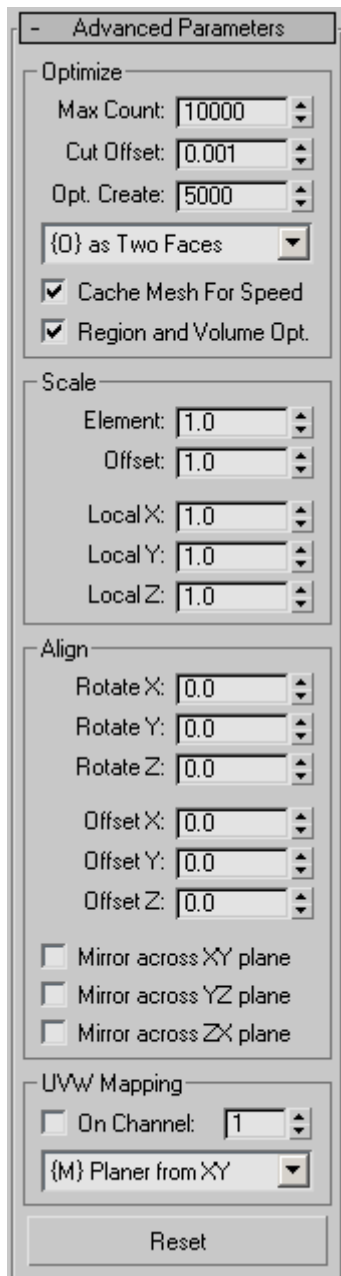 - Advanced Parameters
Optimize
Max Count: 10000
Cut Offset: 0.001
Opt. Create: 5000
{O} as Two Faces
Cache Mesh For Speed
Region and Volume Opt.
Scale
Element: 1.0
Offset: 1.0
Local X: 1.0
Local Y: 1.0
Local Z: 1.0
Align
Rotate X: 0.0
Rotate Y: 0.0
Rotate Z: 0.0
Offset X: 0.0
Offset Y: 0.0
Offset Z: 0.0
Mirror across XY plane
Mirror across YZ plane
Mirror across ZX plane
UVW Mapping
On Channel: 1
{M} Planer from XY
Reset